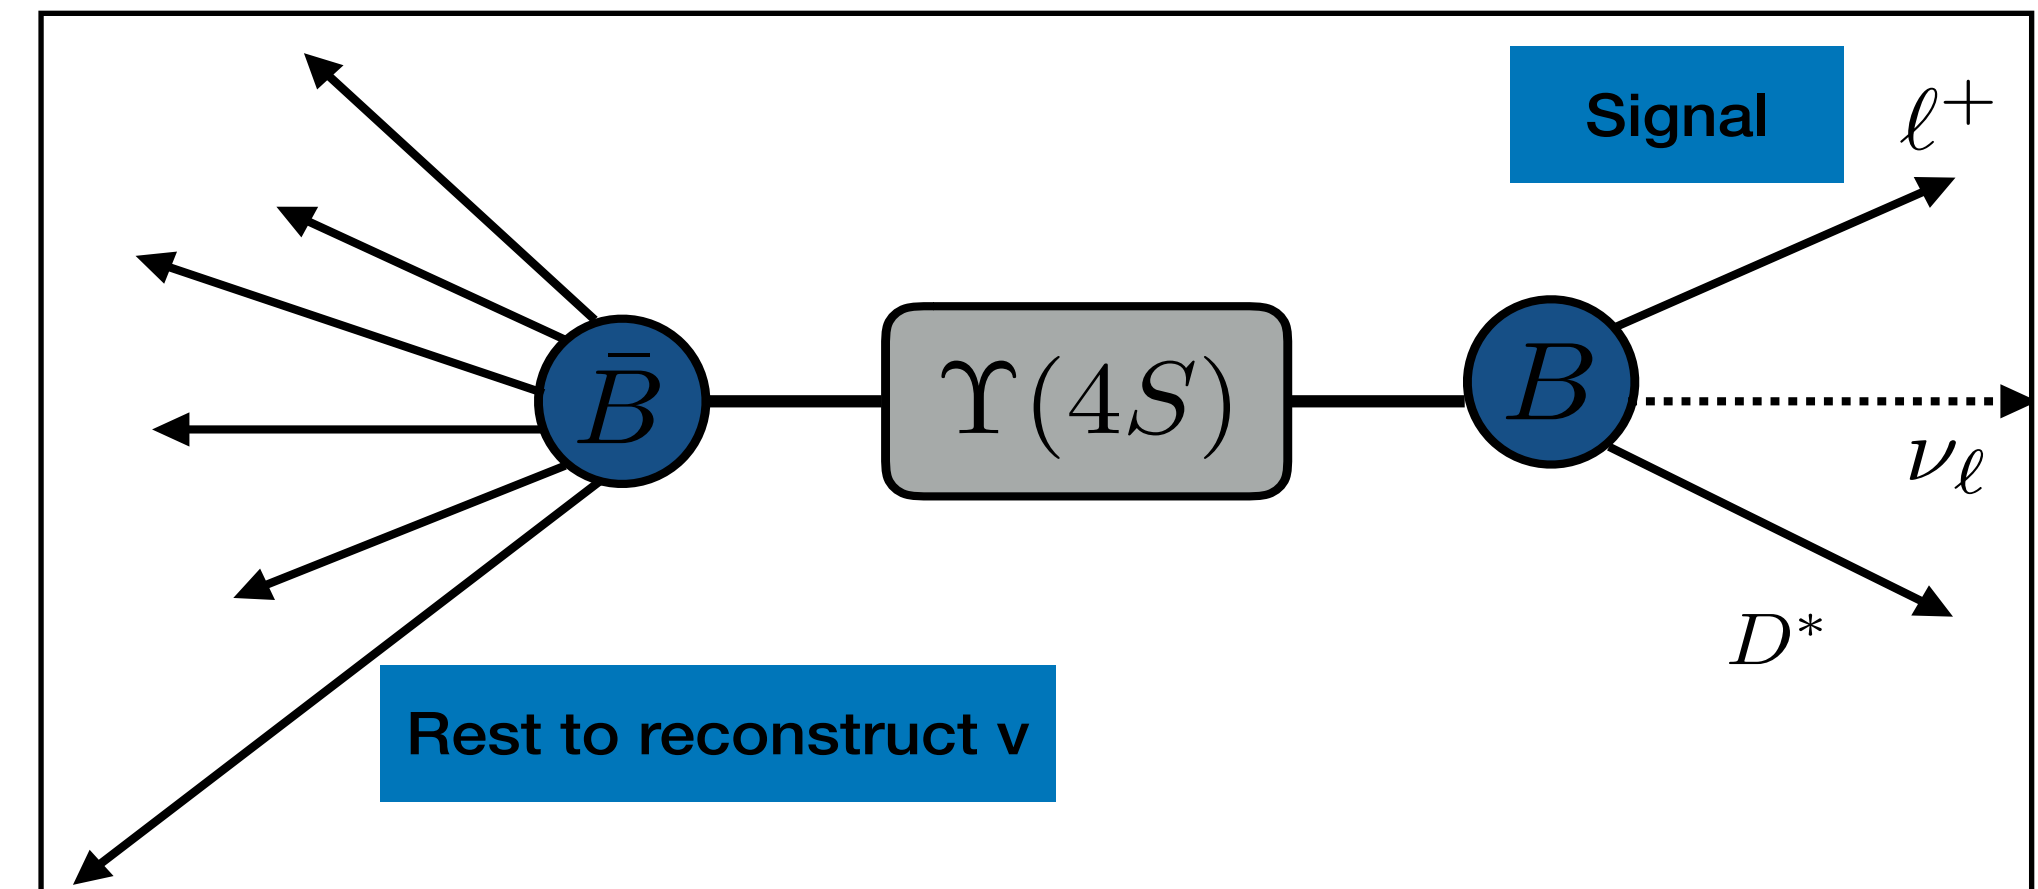 Signal
ℓ⁺
B̄
ϒ(4S)
B
ν_ℓ
D*
Rest to reconstruct v